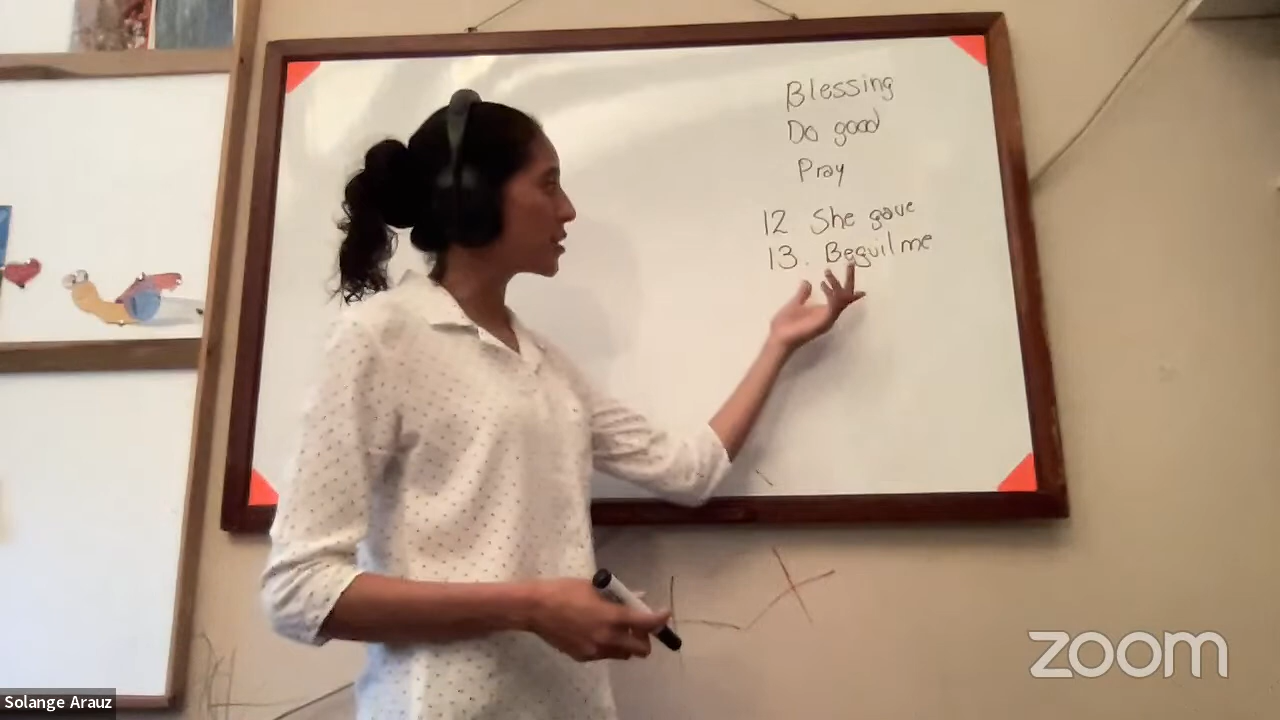 Blessing
Do good
Pray
12 She gave
13. Beguil me
zoom
Solange Arauz